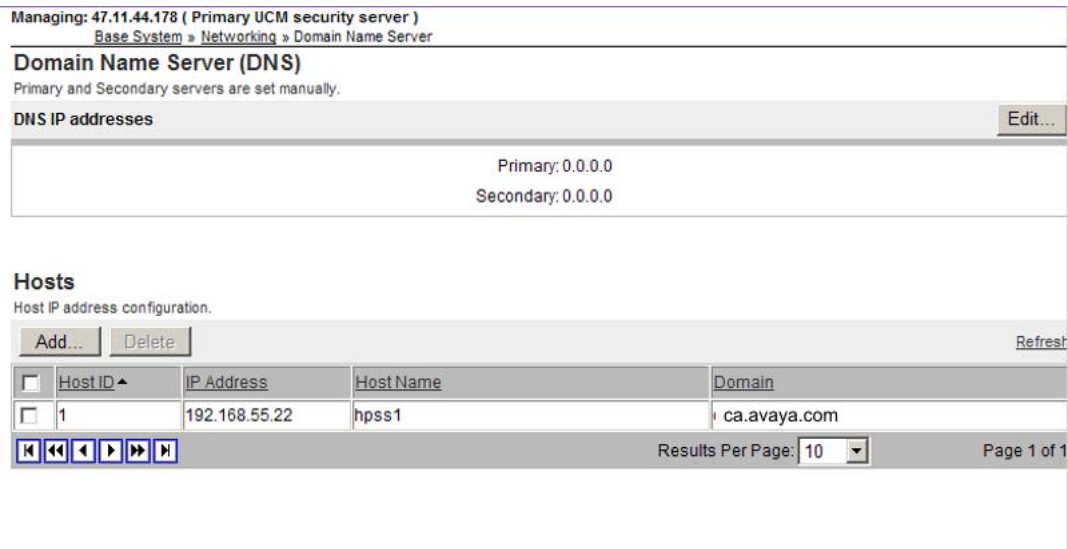 Managing: 47.11.44.178 ( Primary UCM security server )
Base System » Networking » Domain Name Server
Domain Name Server (DNS)
Primary and Secondary servers are set manually.
DNS IP addresses Edit...
Primary: 0.0.0.0
Secondary: 0.0.0.0
Hosts
Host IP address configuration.
Add... Delete Refresh
Host ID IP Address Host Name Domain
1 192.168.55.22 hpss1 ca.avaya.com
Results Per Page: 10 Page 1 of 1